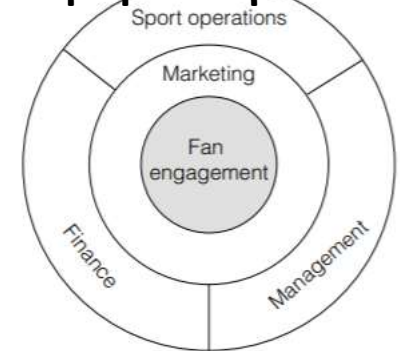 Sport operations
Marketing
Fan
engagement
Finance
Management